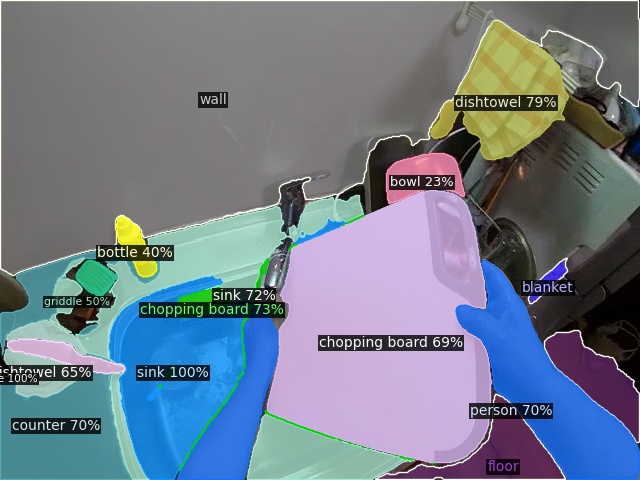 wall
dishtowel 79%
bowl 23%
bottle 40%
blanket
griddle 50%
sink 72%
chopping board 73%
chopping board 69%
ishtowel 65%
e 100%
sink 100%
person 70%
counter 70%
floor